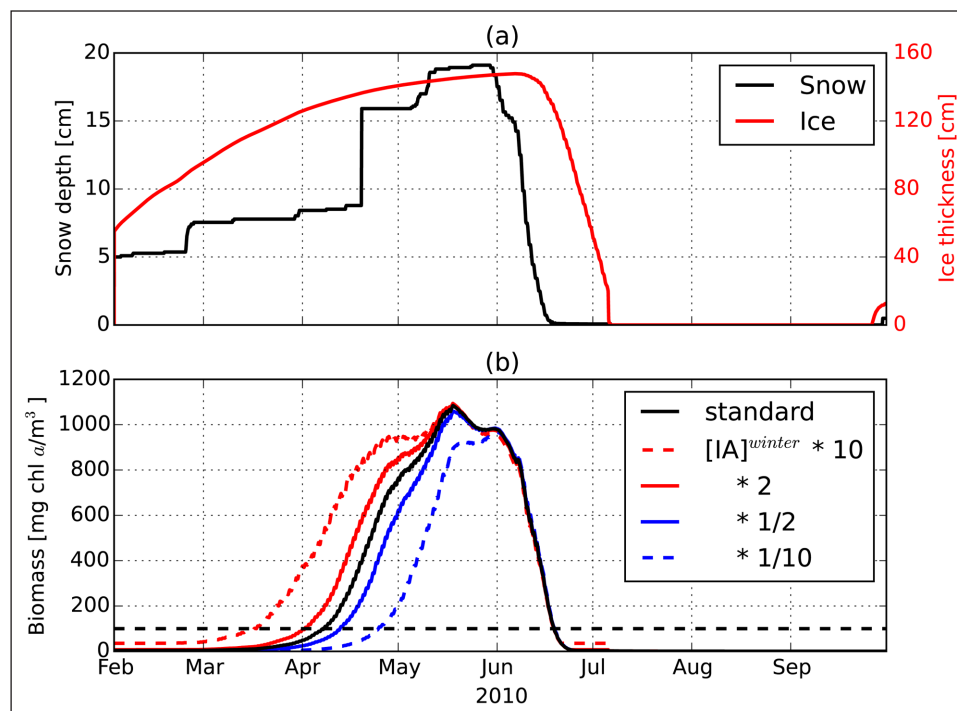 (a)
20
15
10
5
0
Snow depth [cm]
Snow
Ice
160
120
80
40
0
Ice thickness [cm]
(b)
1200
1000
800
600
400
200
0
Biomass [mg chl a/m³]
standard
[IA]^winter * 10
* 2
* 1/2
* 1/10
Feb Mar Apr May Jun Jul Aug Sep
2010